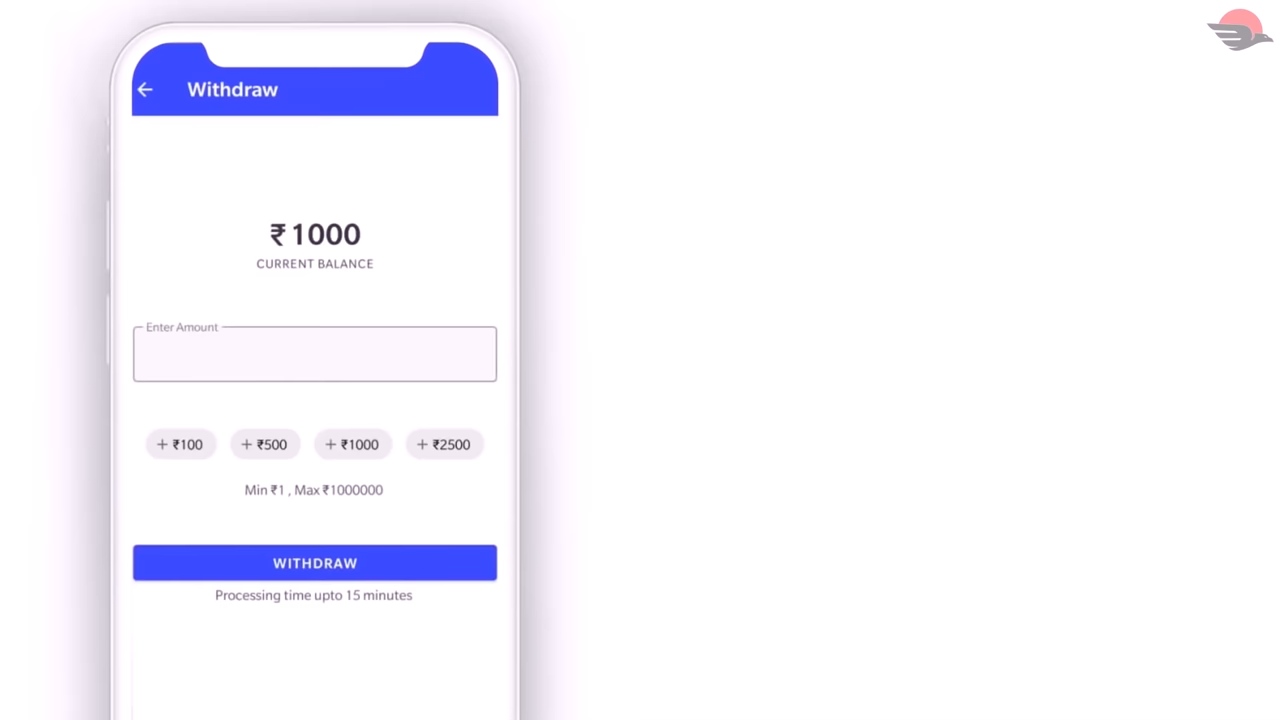 Withdraw
₹ 1000
CURRENT BALANCE
Enter Amount
+ ₹100 + ₹500 + ₹1000 + ₹2500
Min ₹1 , Max ₹1000000
WITHDRAW
Processing time upto 15 minutes